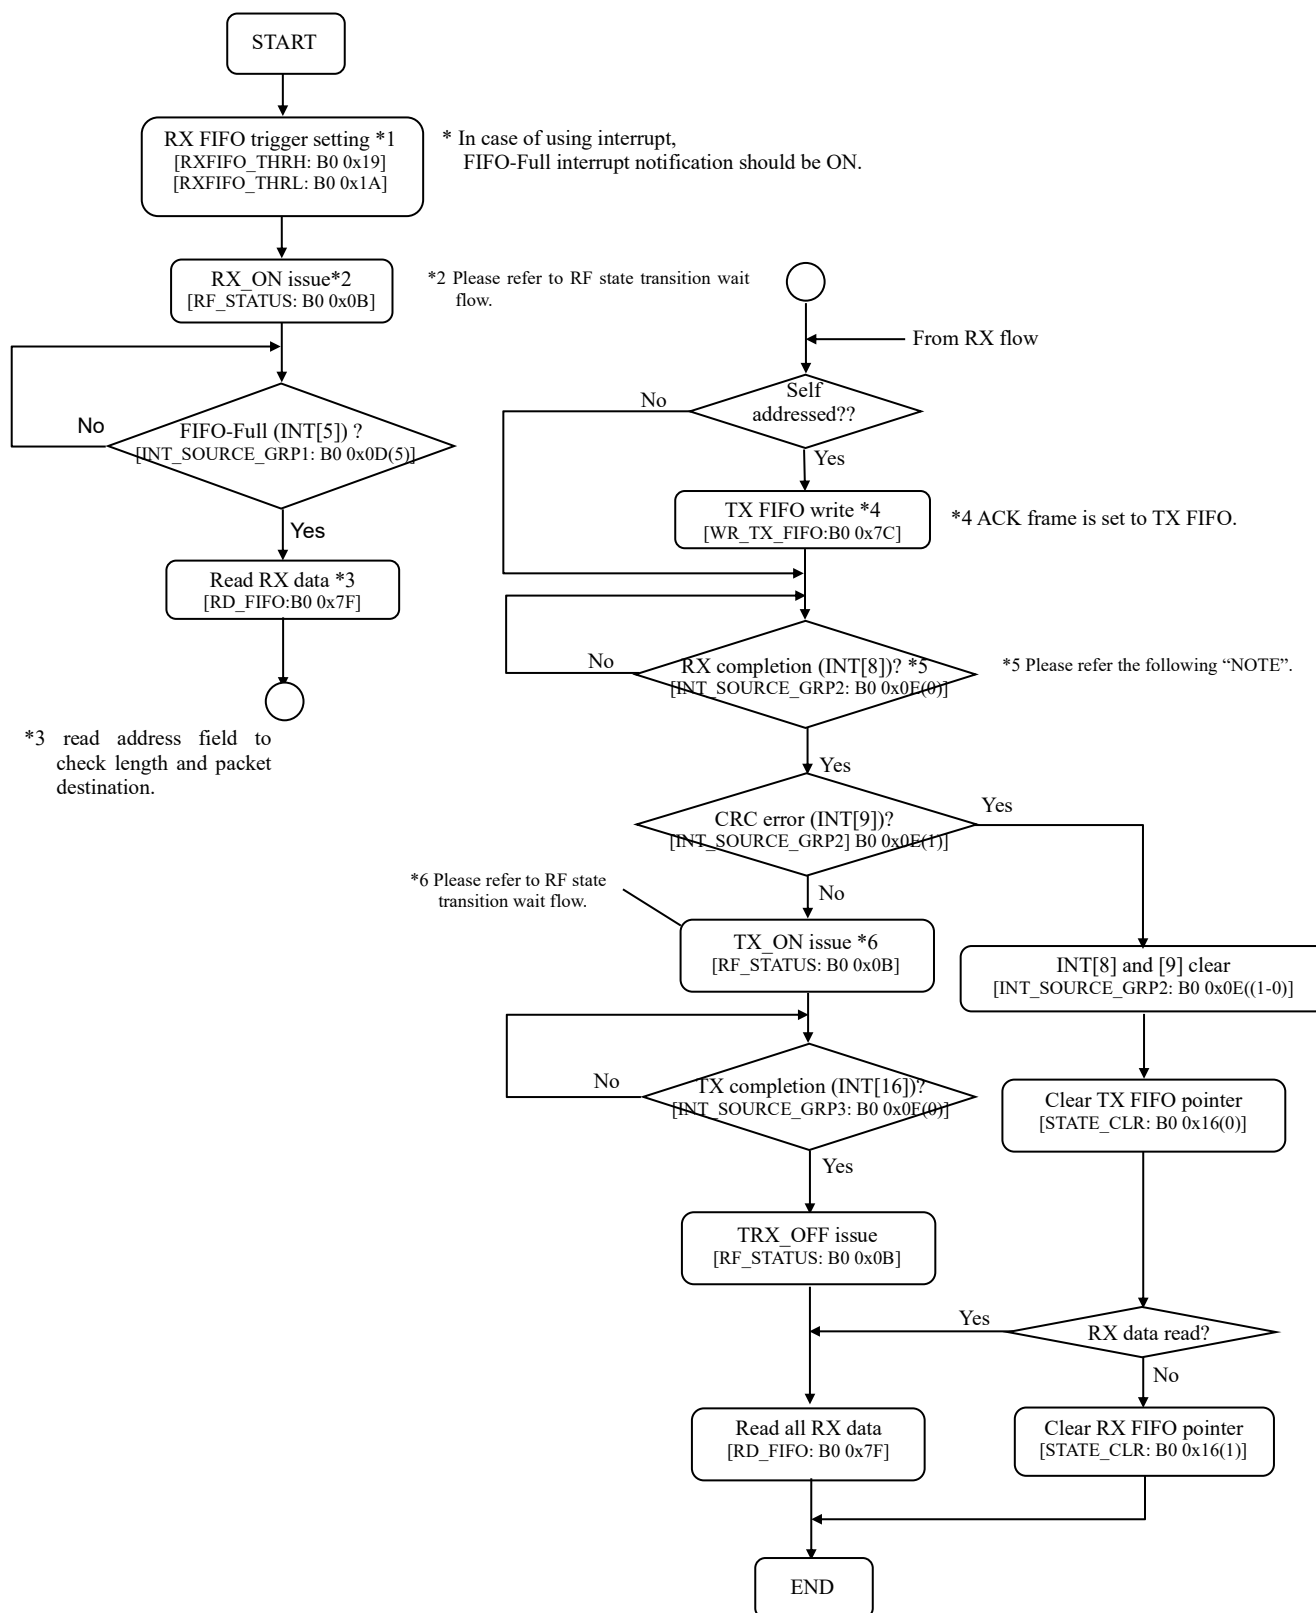 START
RX FIFO trigger setting *1
[RXFIFO_THRH: B0 0x19]
[RXFIFO_THRL: B0 0x1A]
* In case of using interrupt,
FIFO-Full interrupt notification should be ON.
RX_ON issue*2
[RF_STATUS: B0 0x0B]
*2 Please refer to RF state transition wait
flow.
No
FIFO-Full (INT[5]) ?
[INT_SOURCE_GRP1: B0 0x0D(5)]
Yes
Read RX data *3
[RD_FIFO:B0 0x7F]
*3 read address field to
check length and packet
destination.
From RX flow
Self
addressed??
No
Yes
TX FIFO write *4
[WR_TX_FIFO:B0 0x7C]
*4 ACK frame is set to TX FIFO.
No
RX completion (INT[8])? *5
[INT_SOURCE_GRP2: B0 0x0E(0)]
*5 Please refer the following “NOTE”.
Yes
CRC error (INT[9])?
[INT_SOURCE_GRP2] B0 0x0E(1)]
Yes
No
*6 Please refer to RF state
transition wait flow.
TX_ON issue *6
[RF_STATUS: B0 0x0B]
INT[8] and [9] clear
[INT_SOURCE_GRP2: B0 0x0E((1-0)]
No
TX completion (INT[16])?
[INT_SOURCE_GRP3: B0 0x0F(0)]
Yes
Clear TX FIFO pointer
[STATE_CLR: B0 0x16(0)]
TRX_OFF issue
[RF_STATUS: B0 0x0B]
Yes
RX data read?
No
Read all RX data
[RD_FIFO: B0 0x7F]
Clear RX FIFO pointer
[STATE_CLR: B0 0x16(1)]
END